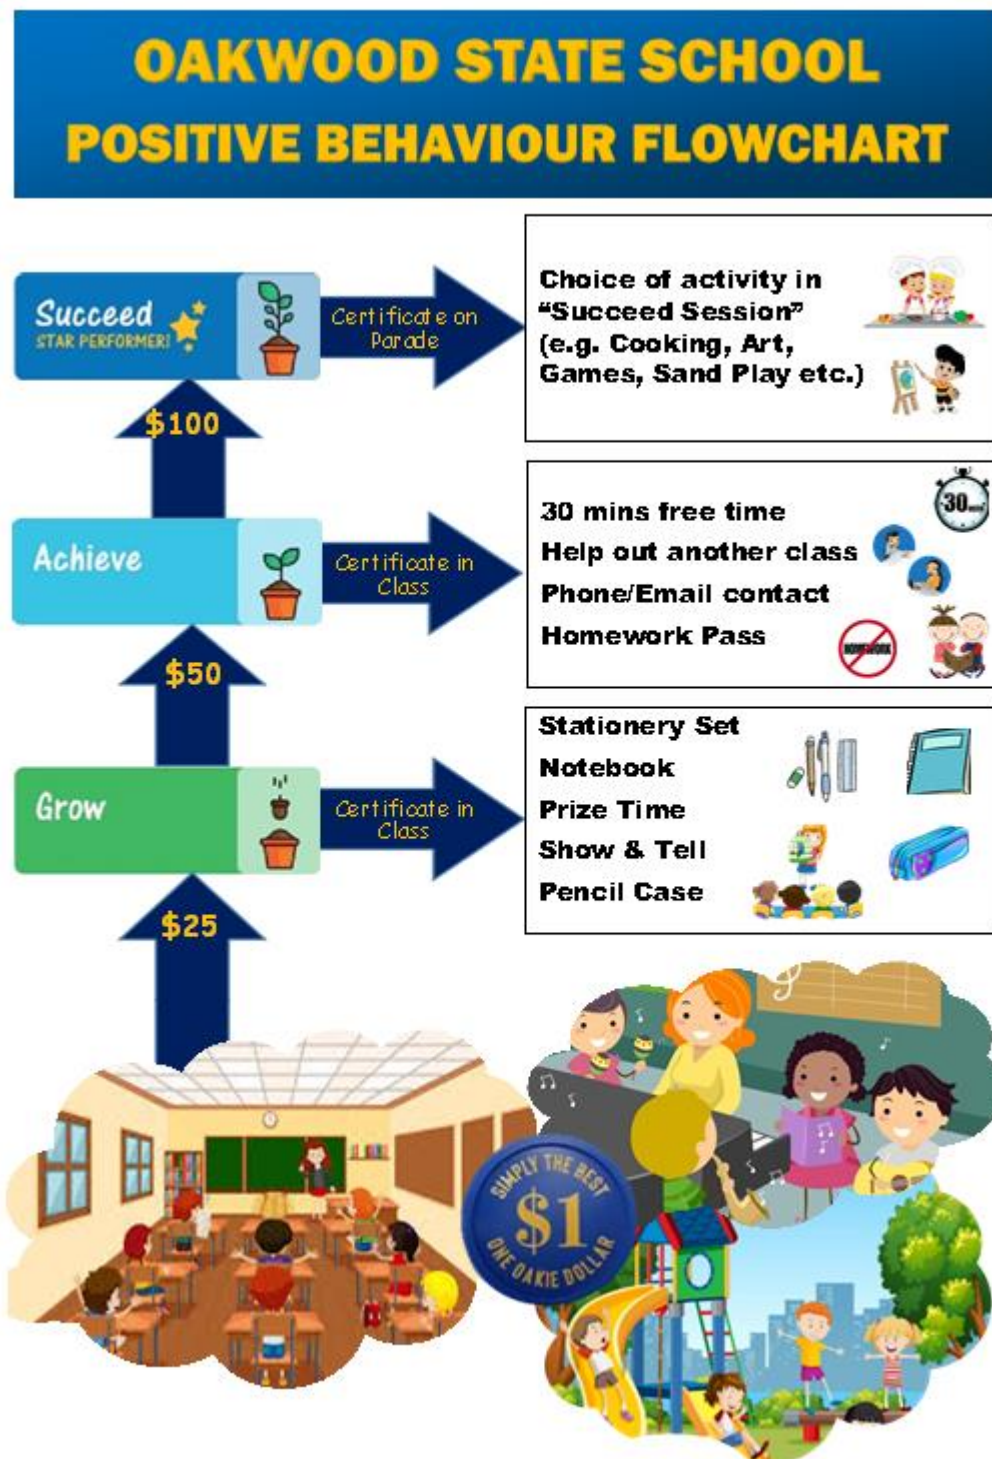 OAKWOOD STATE SCHOOL
POSITIVE BEHAVIOUR FLOWCHART
Succeed
STAR PERFORMER!
Certificate on
Parade
Choice of activity in
“Succeed Session”
(e.g. Cooking, Art,
Games, Sand Play etc.)
$100
Achieve
Certificate in
Class
30 mins free time
Help out another class
Phone/Email contact
Homework Pass
30 mins
HOMEWORK
$50
Grow
Certificate in
Class
Stationery Set
Notebook
Prize Time
Show & Tell
Pencil Case
$25
SIMPLY THE BEST
$1
ONE OAKIE DOLLAR